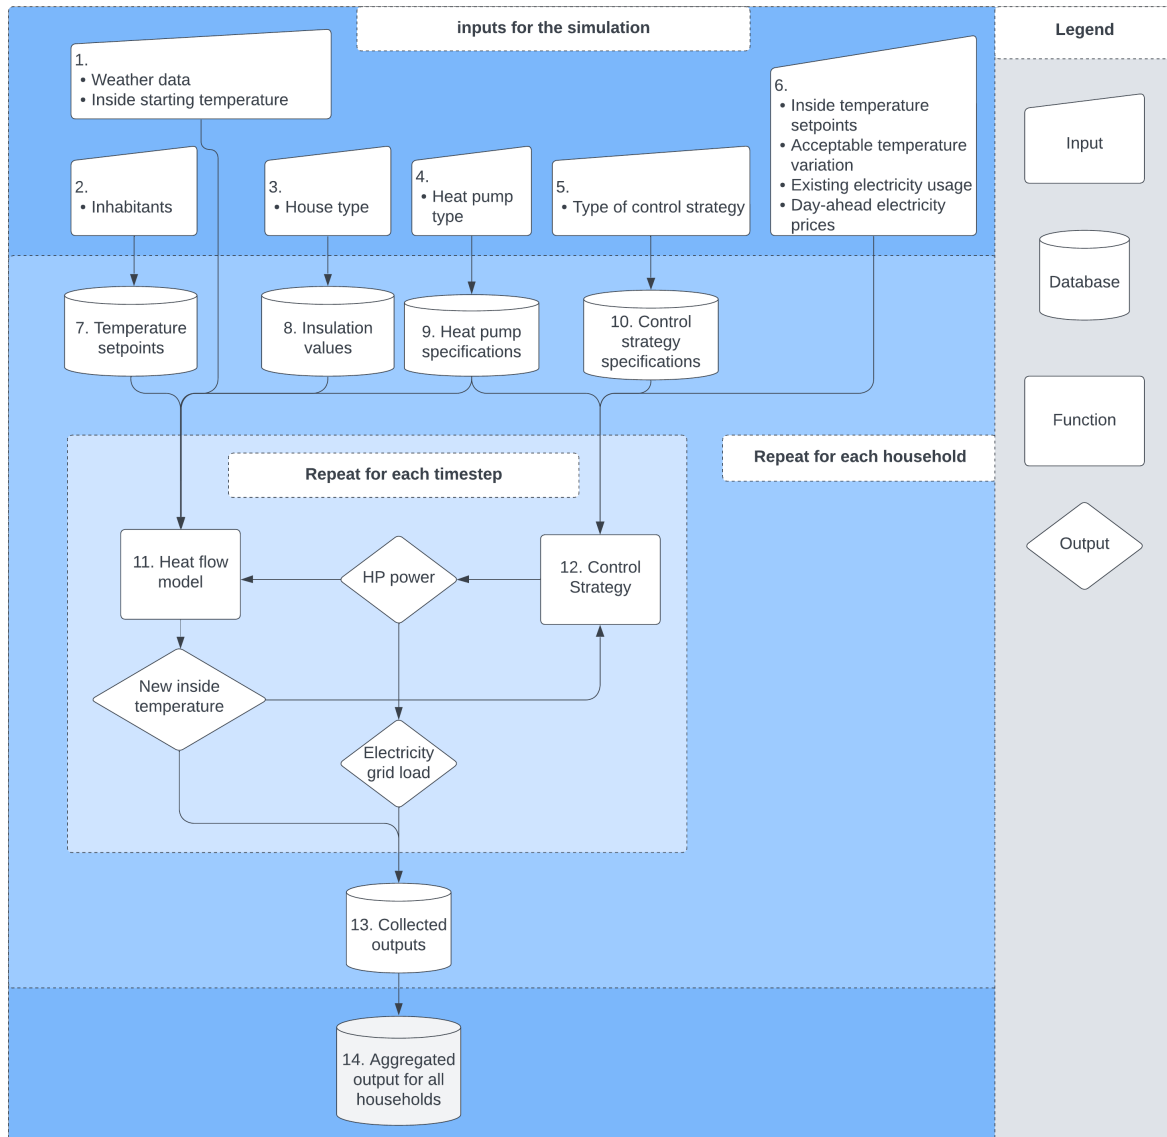 inputs for the simulation
Legend
1.
• Weather data
• Inside starting temperature
6.
• Inside temperature
setpoints
• Acceptable temperature
variation
• Existing electricity usage
• Day-ahead electricity
prices
Input
2.
• Inhabitants
3.
• House type
4.
• Heat pump
type
5.
• Type of control strategy
Database
7. Temperature
setpoints
8. Insulation
values
9. Heat pump
specifications
10. Control
strategy
specifications
Function
Repeat for each timestep
Repeat for each household
Output
11. Heat flow
model
HP power
12. Control
Strategy
New inside
temperature
Electricity
grid load
13. Collected
outputs
14. Aggregated
output for all
households